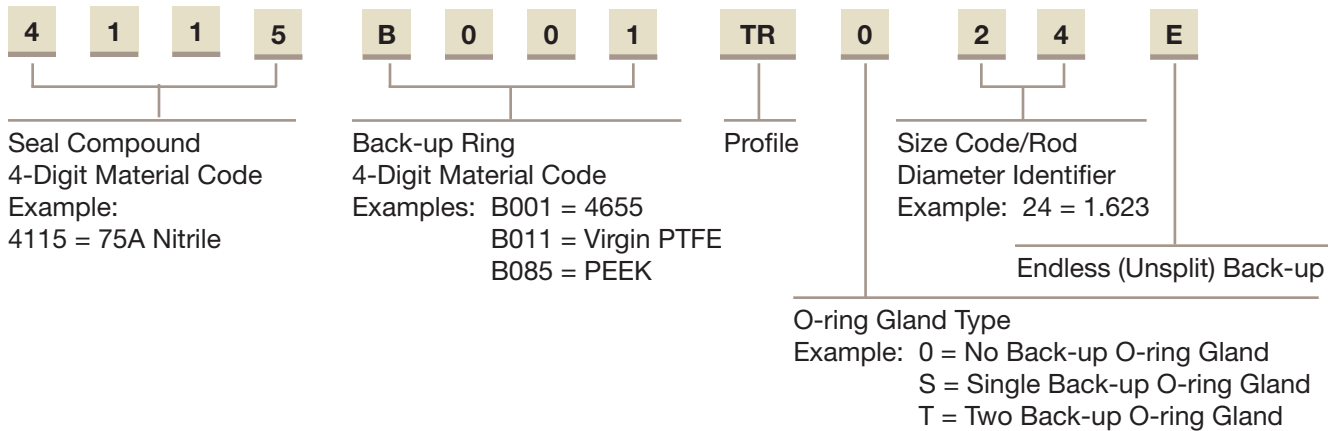 4 1 1 5 B 0 0 1 TR 0 2 4 E
Seal Compound
4-Digit Material Code
Example:
4115 = 75A Nitrile
Back-up Ring
4-Digit Material Code
Examples: B001 = 4655
B011 = Virgin PTFE
B085 = PEEK
Profile
Size Code/Rod
Diameter Identifier
Example: 24 = 1.623
Endless (Unsplit) Back-up
O-ring Gland Type
Example: 0 = No Back-up O-ring Gland
S = Single Back-up O-ring Gland
T = Two Back-up O-ring Gland